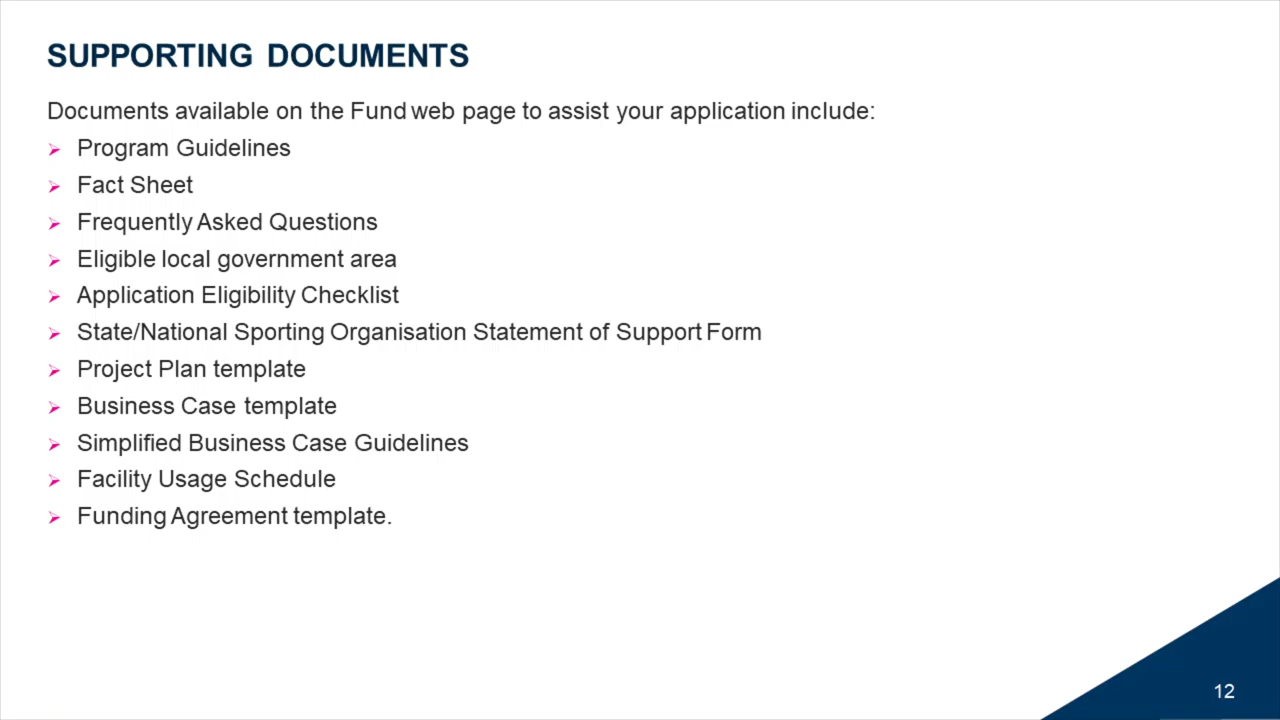 SUPPORTING DOCUMENTS
Documents available on the Fund web page to assist your application include:
Program Guidelines
Fact Sheet
Frequently Asked Questions
Eligible local government area
Application Eligibility Checklist
State/National Sporting Organisation Statement of Support Form
Project Plan template
Business Case template
Simplified Business Case Guidelines
Facility Usage Schedule
Funding Agreement template.
12